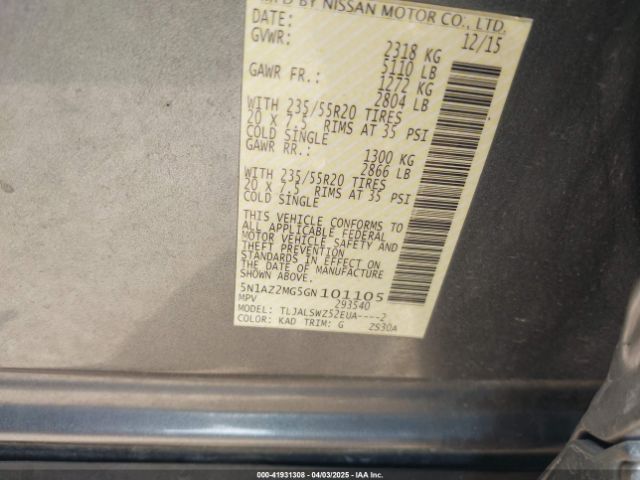 MFD BY NISSAN MOTOR CO., LTD.
DATE: 12/15
GVWR: 2318 KG
5110 LB
GAWR FR.: 1272 KG
2804 LB
WITH 235/55R20 TIRES
20 X 7.5 RIMS AT 35 PSI
COLD SINGLE
GAWR RR.: 1300 KG
2866 LB
WITH 235/55R20 TIRES
20 X 7.5 RIMS AT 35 PSI
COLD SINGLE
THIS VEHICLE CONFORMS TO
ALL APPLICABLE FEDERAL
MOTOR VEHICLE SAFETY AND
THEFT PREVENTION
STANDARDS IN EFFECT ON
THE DATE OF MANUFACTURE
SHOWN ABOVE.
5N1AZ2MG5GN101105
MPV 293540
MODEL: TLJALSWZ52EUA----2
COLOR: KAD TRIM: G ZS30A
000-41931308 - 04/03/2025 - IAA Inc.